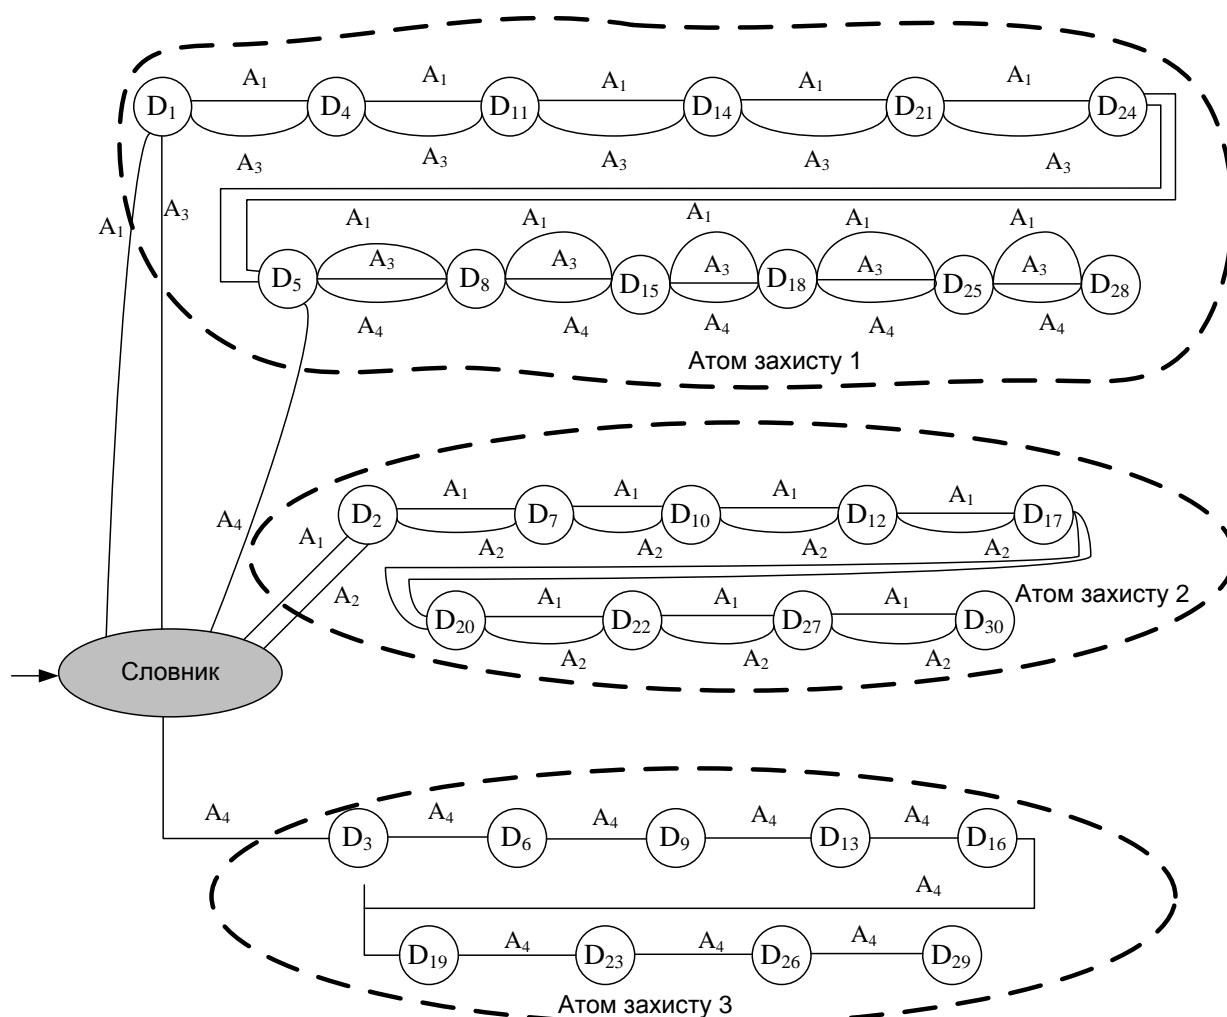 A₁ A₁ A₁ A₁ A₁
D₁ D₄ D₁₁ D₁₄ D₂₁ D₂₄
A₃ A₃ A₃ A₃ A₃
A₁ A₃
A₁ A₁ A₁ A₁ A₁
D₅ A₃ D₈ A₃ D₁₅ A₃ D₁₈ A₃ D₂₅ A₃ D₂₈
A₄ A₄ A₄ A₄ A₄
Атом захисту 1
A₁ A₁ A₁ A₁
D₂ D₇ D₁₀ D₁₂ D₁₇
A₄ A₁ A₂ A₂ A₂ A₂
A₂ A₁ A₁ A₁ Атом захисту 2
D₂₀ D₂₂ D₂₇ D₃₀
A₂ A₂ A₂
Словник
A₄ A₄ A₄ A₄ A₄
D₃ D₆ D₉ D₁₃ D₁₆
A₄
A₄ A₄ A₄
D₁₉ D₂₃ D₂₆ D₂₉
Атом захисту 3